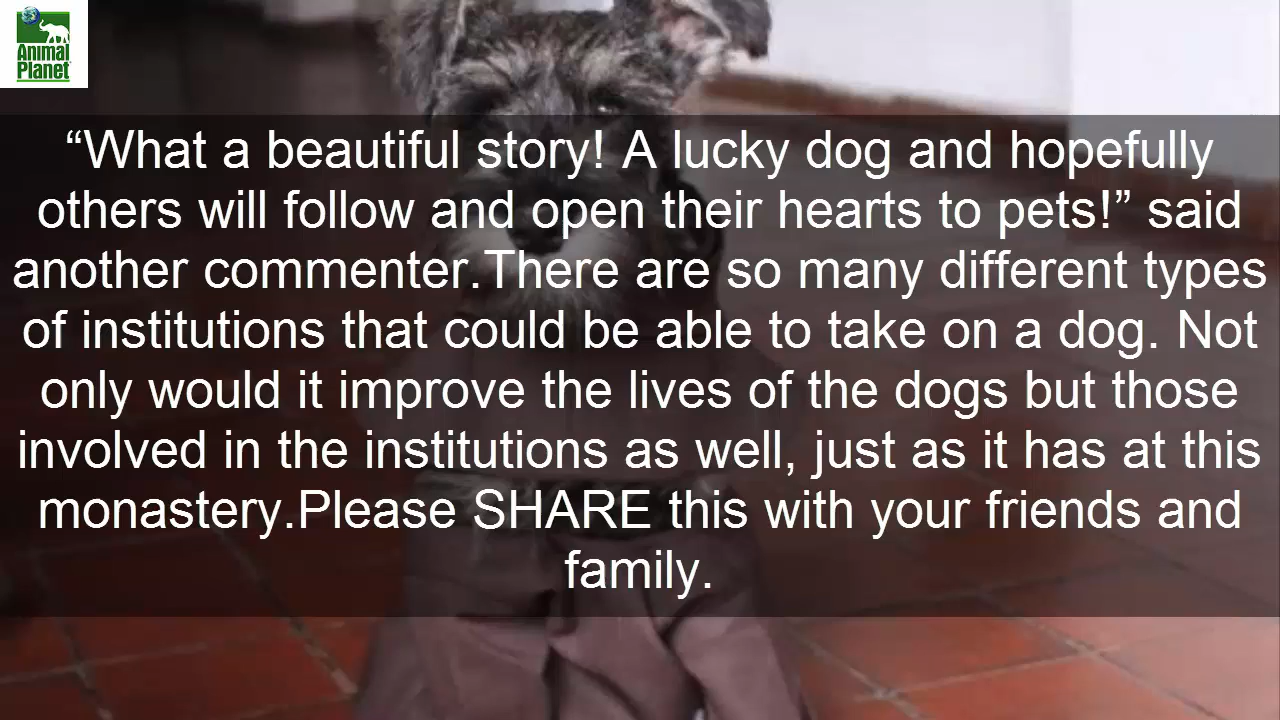 Animal
Planet
“What a beautiful story! A lucky dog and hopefully
others will follow and open their hearts to pets!” said
another commenter.There are so many different types
of institutions that could be able to take on a dog. Not
only would it improve the lives of the dogs but those
involved in the institutions as well, just as it has at this
monastery.Please SHARE this with your friends and
family.